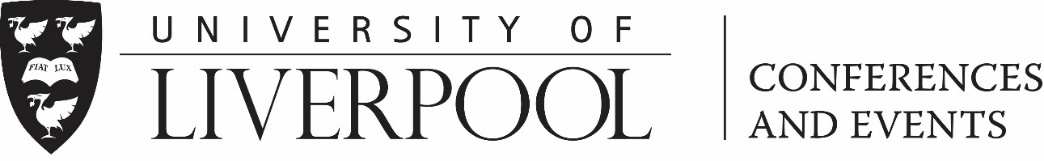 FIAT LUX
UNIVERSITY OF
LIVERPOOL
CONFERENCES
AND EVENTS